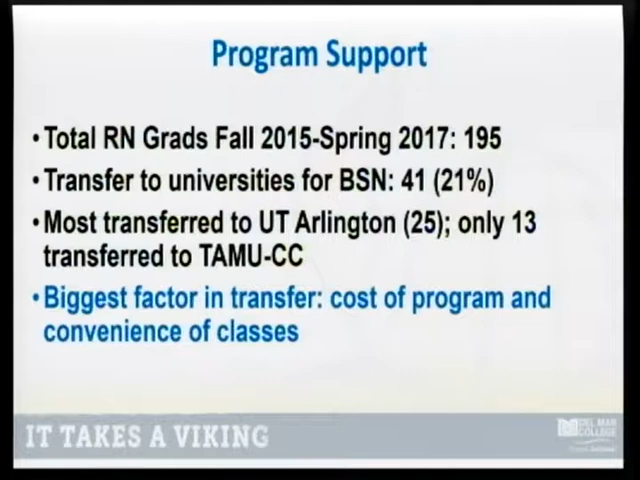 Program Support
• Total RN Grads Fall 2015-Spring 2017: 195
• Transfer to universities for BSN: 41 (21%)
• Most transferred to UT Arlington (25); only 13
transferred to TAMU-CC
• Biggest factor in transfer: cost of program and
convenience of classes
IT TAKES A VIKING
DEL MAR
COLLEGE